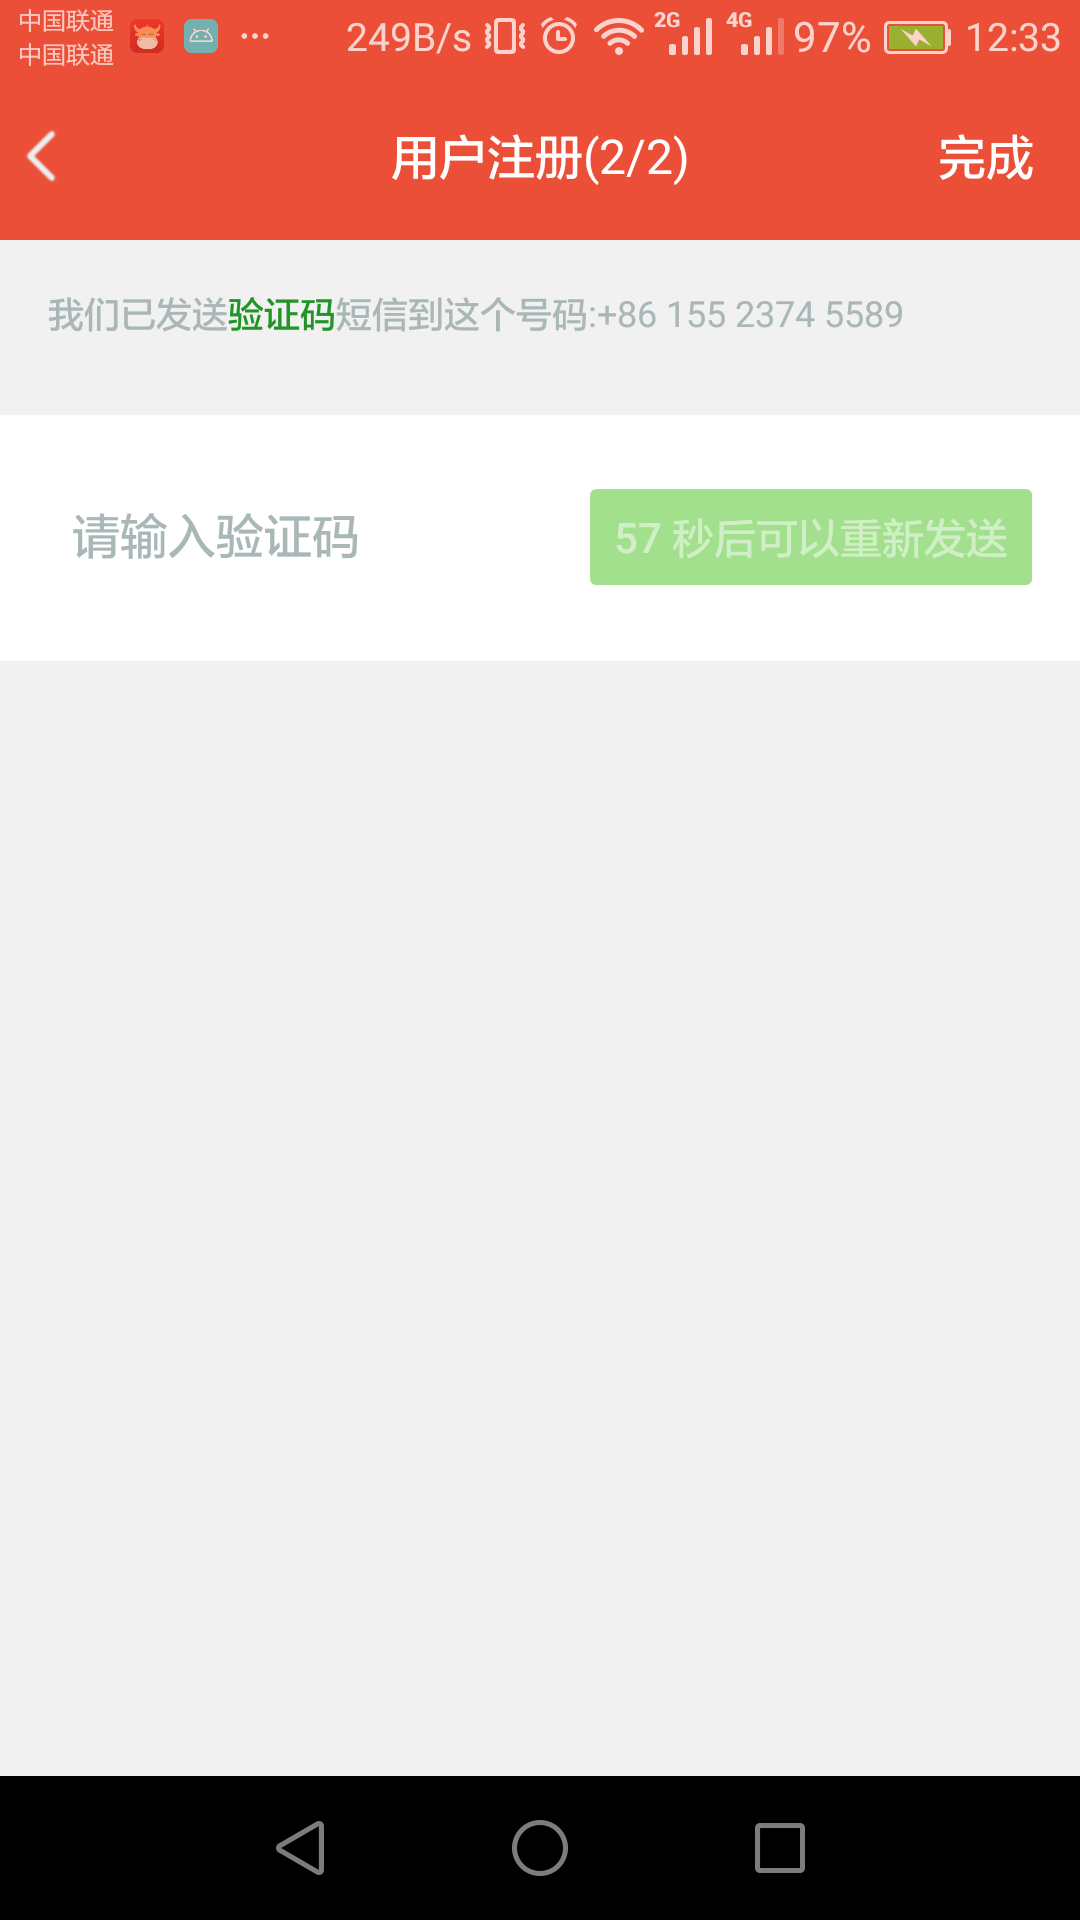 中国联通
中国联通
249B/s 2G 4G 97% 12:33
用户注册(2/2) 完成
我们已发送验证码短信到这个号码:+86 155 2374 5589
请输入验证码 57 秒后可以重新发送